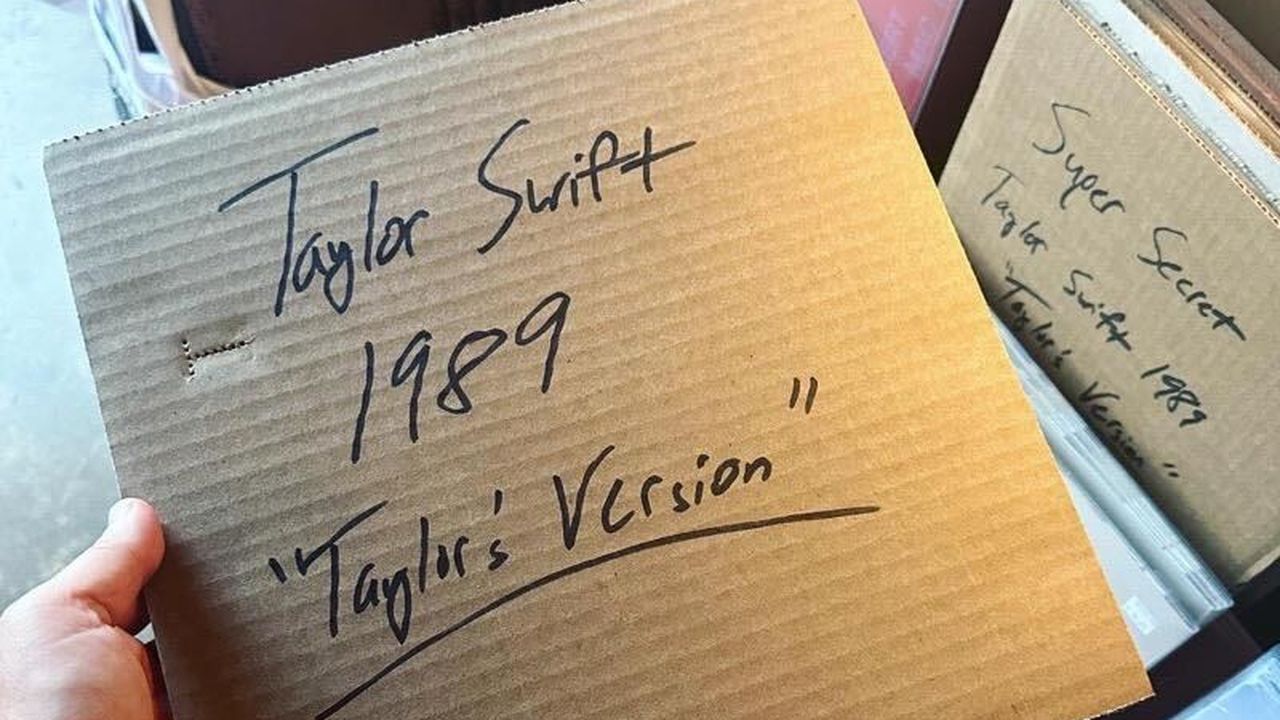 Taylor Swift
1989
"Taylor's Version"
Super Secret
Taylor Swift 1989
"Taylor's Version"